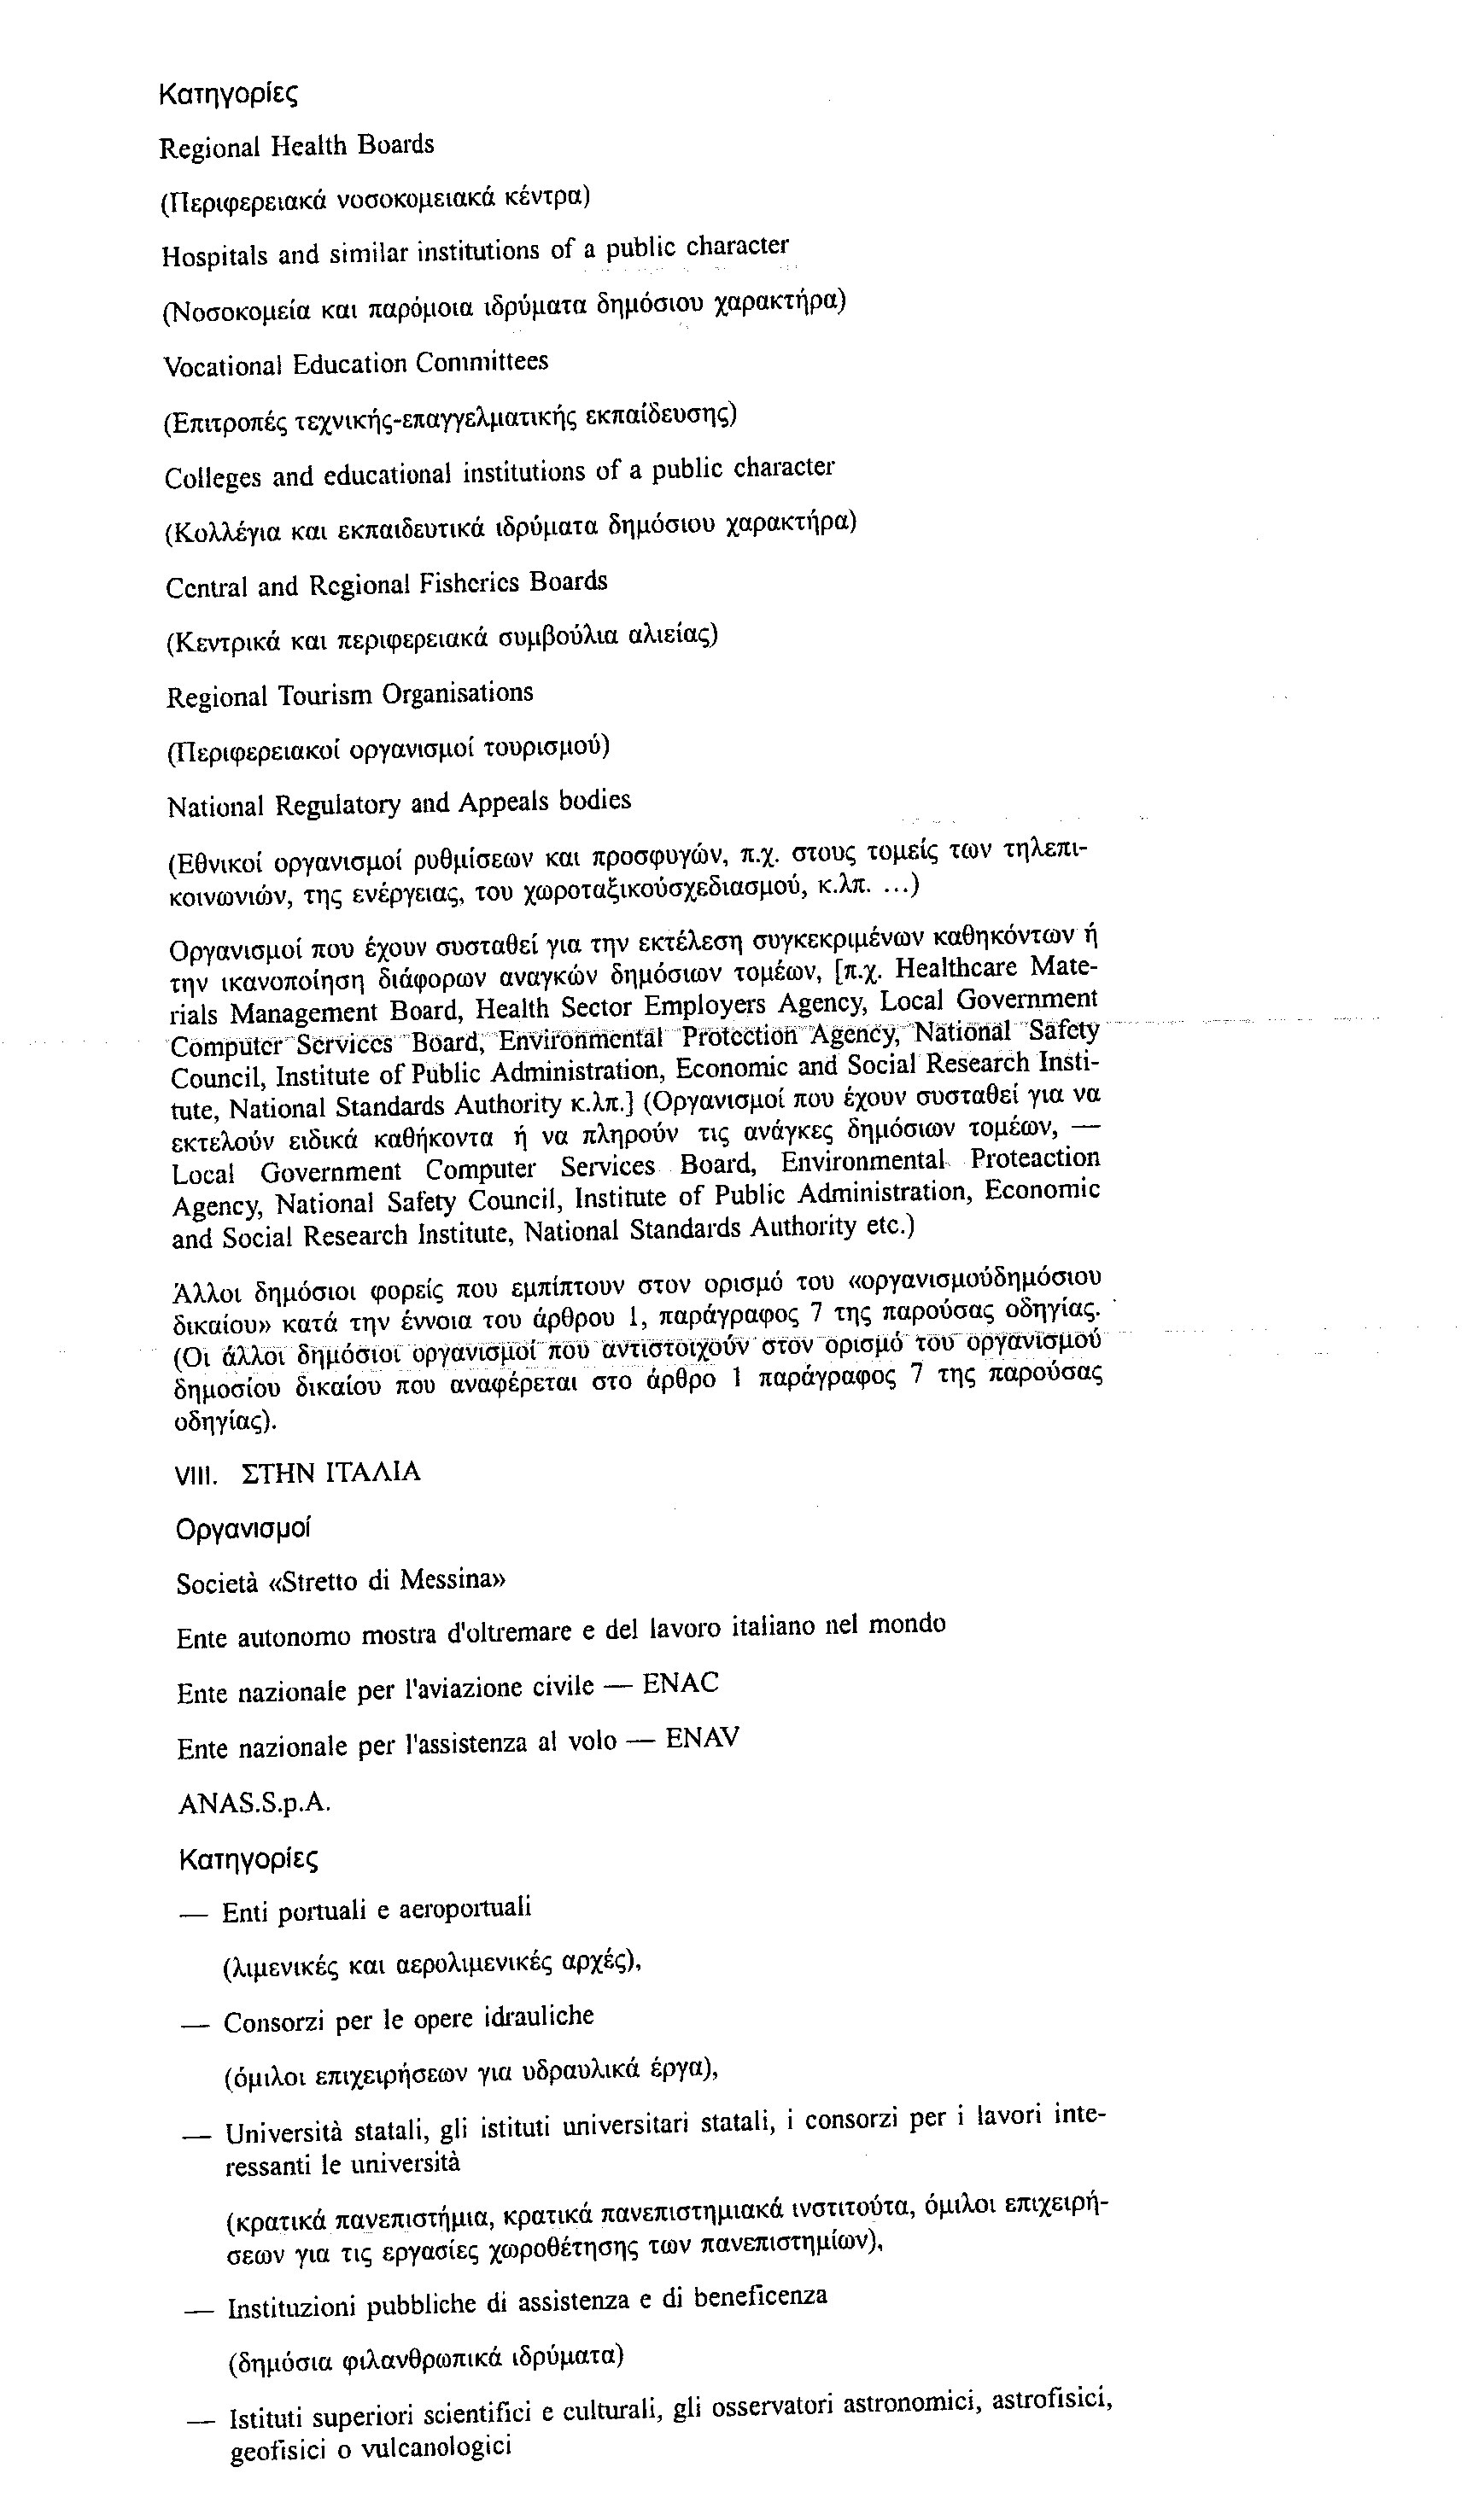 Κατηγορίες
Regional Health Boards
(Περιφερειακά νοσοκομειακά κέντρα)
Hospitals and similar institutions of a public character
(Νοσοκομεία και παρόμοια ιδρύματα δημόσιου χαρακτήρα)
Vocational Education Committees
(Επιτροπές τεχνικής-επαγγελματικής εκπαίδευσης)
Colleges and educational institutions of a public character
(Κολλέγια και εκπαιδευτικά ιδρύματα δημόσιου χαρακτήρα)
Central and Regional Fisheries Boards
(Κεντρικά και περιφερειακά συμβούλια αλιείας)
Regional Tourism Organisations
(Περιφερειακοί οργανισμοί τουρισμού)
National Regulatory and Appeals bodies
(Εθνικοί οργανισμοί ρυθμίσεων και προσφυγών, π.χ. στους τομείς των τηλεπι-
κοινωνιών, της ενέργειας, του χωροταξικούσχεδιασμού, κ.λπ. ...)
Οργανισμοί που έχουν συσταθεί για την εκτέλεση συγκεκριμένων καθηκόντων ή
την ικανοποίηση διάφορων αναγκών δημόσιων τομέων, [π.χ. Healthcare Mate-
rials Management Board, Health Sector Employers Agency, Local Government
Computer Services Board, Environmental Protection Agency, National Safety
Council, Institute of Public Administration, Economic and Social Research Insti-
tute, National Standards Authority κ.λπ.] (Οργανισμοί που έχουν συσταθεί για να
εκτελούν ειδικά καθήκοντα ή να πληρούν τις ανάγκες δημόσιων τομέων, —
Local Government Computer Services Board, Environmental Proteaction
Agency, National Safety Council, Institute of Public Administration, Economic
and Social Research Institute, National Standards Authority etc.)
Άλλοι δημόσιοι φορείς που εμπίπτουν στον ορισμό του «οργανισμούδημόσιου
δικαίου» κατά την έννοια του άρθρου 1, παράγραφος 7 της παρούσας οδηγίας.
(Οι άλλοι δημόσιοι οργανισμοί που αντιστοιχούν στον ορισμό του οργανισμού
δημοσίου δικαίου που αναφέρεται στο άρθρο 1 παράγραφος 7 της παρούσας
οδηγίας).
VIII. ΣΤΗΝ ΙΤΑΛΙΑ
Οργανισμοί
Società «Stretto di Messina»
Ente autonomo mostra d'oltremare e del lavoro italiano nel mondo
Ente nazionale per l'aviazione civile — ENAC
Ente nazionale per l'assistenza al volo — ENAV
ANAS.S.p.A.
Κατηγορίες
— Enti portuali e aeroportuali
(λιμενικές και αερολιμενικές αρχές),
— Consorzi per le opere idrauliche
(όμιλοι επιχειρήσεων για υδραυλικά έργα),
— Università statali, gli istituti universitari statali, i consorzi per i lavori inte-
ressanti le università
(κρατικά πανεπιστήμια, κρατικά πανεπιστημιακά ινστιτούτα, όμιλοι επιχειρή-
σεων για τις εργασίες χωροθέτησης των πανεπιστημίων),
— Instituzioni pubbliche di assistenza e di beneficenza
(δημόσια φιλανθρωπικά ιδρύματα)
— Istituti superiori scientifici e culturali, gli osservatori astronomici, astrofisici,
geofisici o vulcanologici